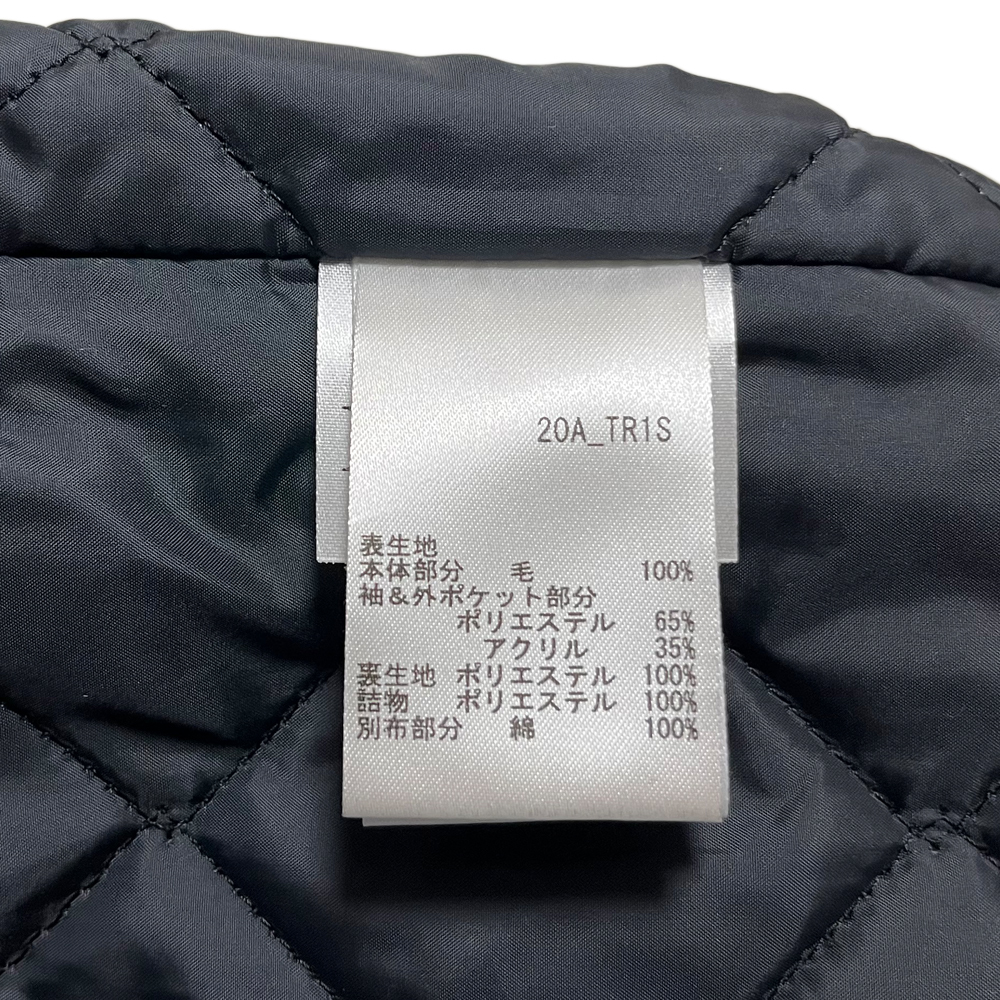 20A_TR1S
表生地
本体部分 毛 100%
袖&外ポケット部分
ポリエステル 65%
アクリル 35%
裏生地 ポリエステル 100%
詰物 ポリエステル 100%
別布部分 綿 100%